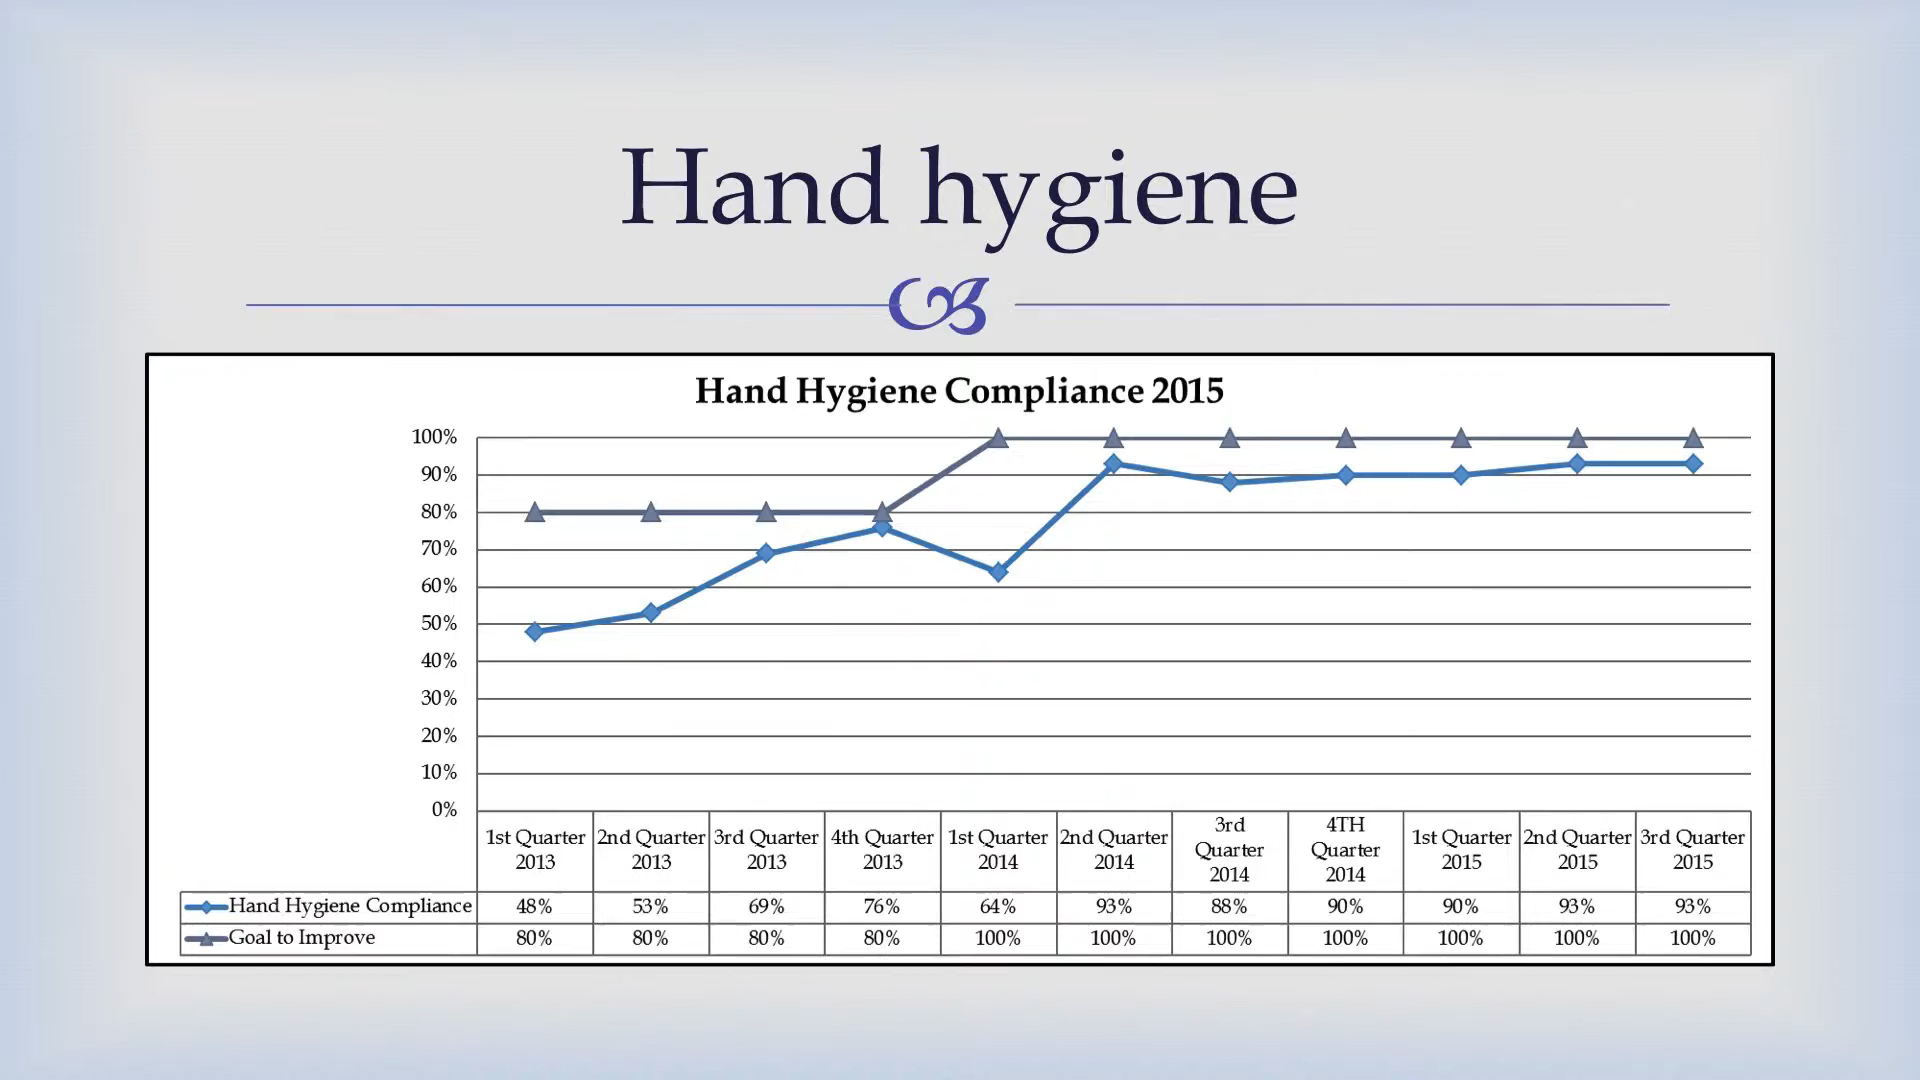 Hand hygiene
Hand Hygiene Compliance 2015
100%
90%
80%
70%
60%
50%
40%
30%
20%
10%
0%
1st Quarter 2013
2nd Quarter 2013
3rd Quarter 2013
4th Quarter 2013
1st Quarter 2014
2nd Quarter 2014
3rd Quarter 2014
4TH Quarter 2014
1st Quarter 2015
2nd Quarter 2015
3rd Quarter 2015
Hand Hygiene Compliance 48% 53% 69% 76% 64% 93% 88% 90% 90% 93% 93%
Goal to Improve 80% 80% 80% 80% 100% 100% 100% 100% 100% 100% 100%